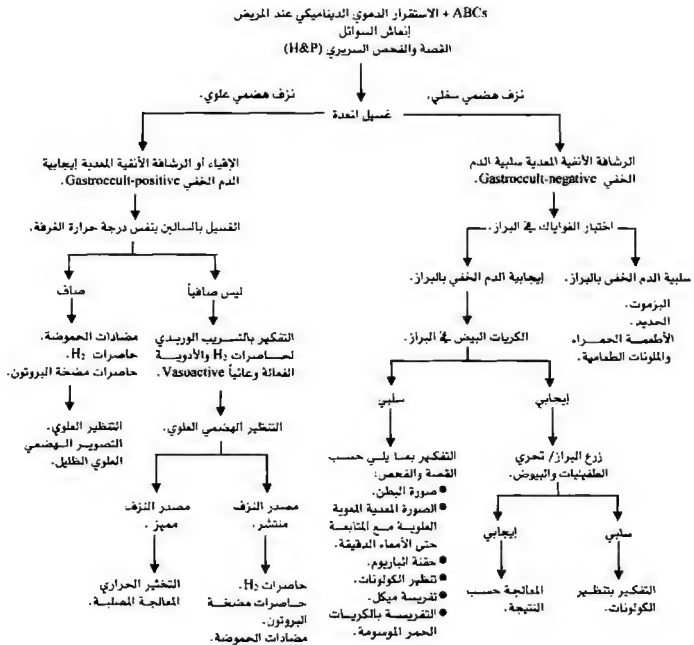 ABCs + الاستقرار الدموي الديناميكي عند المريض
إنعاش السوائل
القصة والفحص السريري (H&P)
نزف هضمي علوي.
نزف هضمي سفلي.
غسيل المعدة
الإقياء أو الرشافة الأنفية المعدية إيجابية
الدم الخفي Gastroccult-positive.
الرشافة الأنفية المعدية سلبية الدم
الخفي Gastroccult-negative.
الغسيل بالسالين بنفس درجة حرارة الغرفة.
اختبار الغواياك في البراز.
صاف
ليس صافياً
إيجابية الدم الخفي بالبراز.
سلبية الدم الخفي بالبراز.
البزموت.
الحديد.
الأطعمة الحمراء
والملونات الطعامية.
مضادات الحموضة.
حاصرات H₂.
حاصرات مضخة البروتون.
التفكير بالتسريب الوريدي
لحاصرات H₂ والأدوية
الفعالة وعائياً Vasoactive.
الكريات البيض في البراز.
سلبي
إيجابي
التنظير العلوي.
التصوير الهضمي
العلوي الظليل.
التنظير الهضمي العلوي.
التفكير بما يلي حسب
القصة والفحص:
● صورة البطن.
● الصورة المعدية المعوية
العلوية مع المتابعة
حتى الأمعاء الدقيقة.
● حقنة الباريوم.
● تنظير الكولونات.
● تفريسة ميكل.
● التفريسة بالكريات
الحمر الموسومة.
زرع البراز/ تحري
الطفيليات والبيوض.
مصدر النزف
مميز.
مصدر النزف
منتشر.
إيجابي
سلبي
التخثير الحراري
المعالجة المصلبة.
حاصرات H₂.
حاصرات مضخة
البروتون.
مضادات الحموضة.
المعالجة حسب
النتيجة.
التفكير بتنظير
الكولونات.